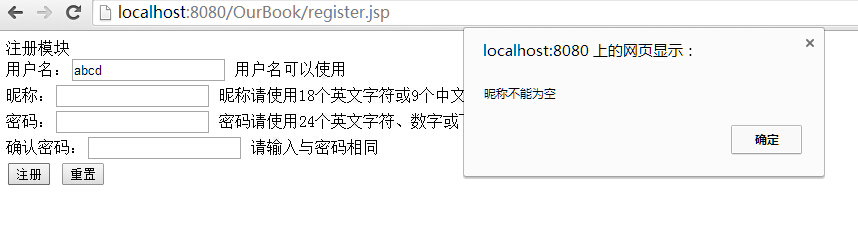 localhost:8080/OurBook/register.jsp
注册模块
用户名： abcd 用户名可以使用
昵称： 昵称请使用18个英文字符或9个中文
密码： 密码请使用24个英文字符、数字或
确认密码： 请输入与密码相同
注册 重置
localhost:8080 上的网页显示：
昵称不能为空
确定